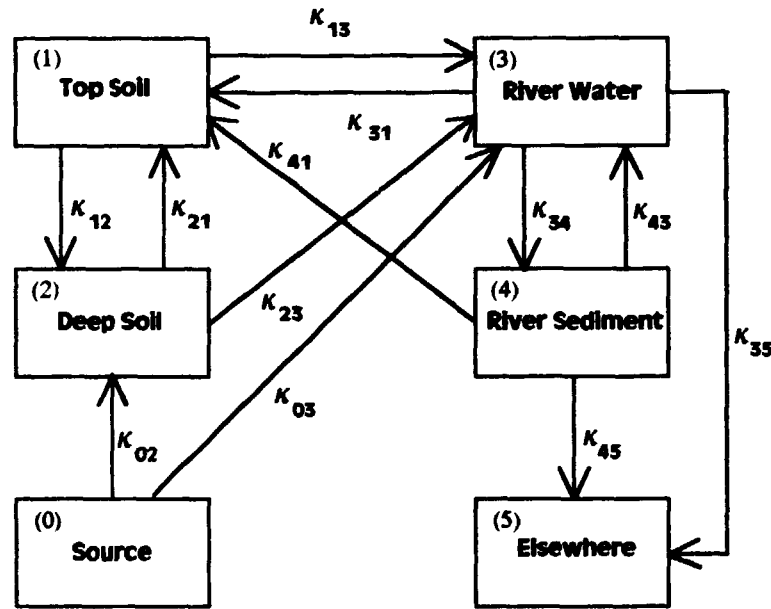 K13
(1)
Top Soil
(3)
River Water
K31
K41
K12
K21
K34
K43
(2)
Deep Soil
K23
(4)
River Sediment
K35
K03
K02
K45
(0)
Source
(5)
Elsewhere